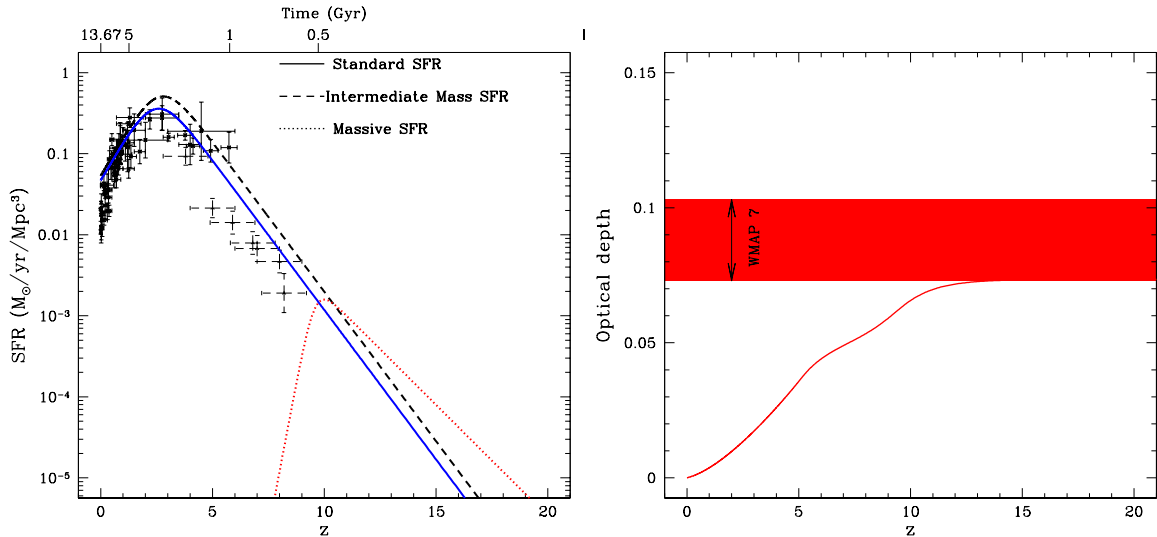 Time (Gyr)
13.67 5 1 0.5
Standard SFR
Intermediate Mass SFR
Massive SFR
1
0.1
0.01
10⁻³
10⁻⁴
10⁻⁵
SFR (M⊙/yr/Mpc³)
0 5 10 15 20
z
0.15
0.1
0.05
0
Optical depth
WMAP 7
0 5 10 15 20
z